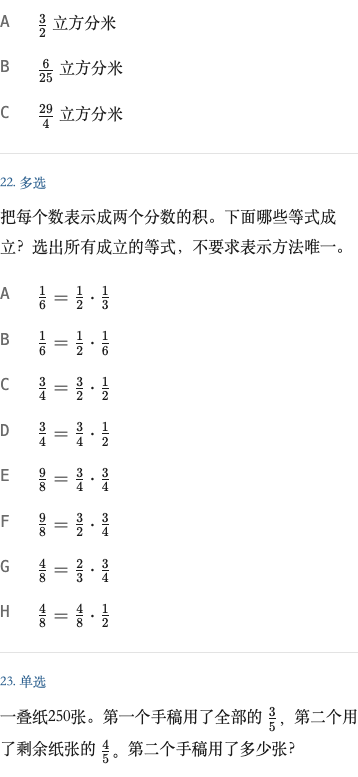 A 3/2 立方分米
B 6/25 立方分米
C 29/4 立方分米
22. 多选
把每个数表示成两个分数的积。下面哪些等式成
立？选出所有成立的等式，不要求表示方法唯一。
A 1/6 = 1/2 · 1/3
B 1/6 = 1/2 · 1/6
C 3/4 = 3/2 · 1/2
D 3/4 = 3/4 · 1/2
E 9/8 = 3/4 · 3/4
F 9/8 = 3/2 · 3/4
G 4/8 = 2/3 · 3/4
H 4/8 = 4/8 · 1/2
23. 单选
一叠纸250张。第一个手稿用了全部的 3/5，第二个用
了剩余纸张的 4/5。第二个手稿用了多少张？